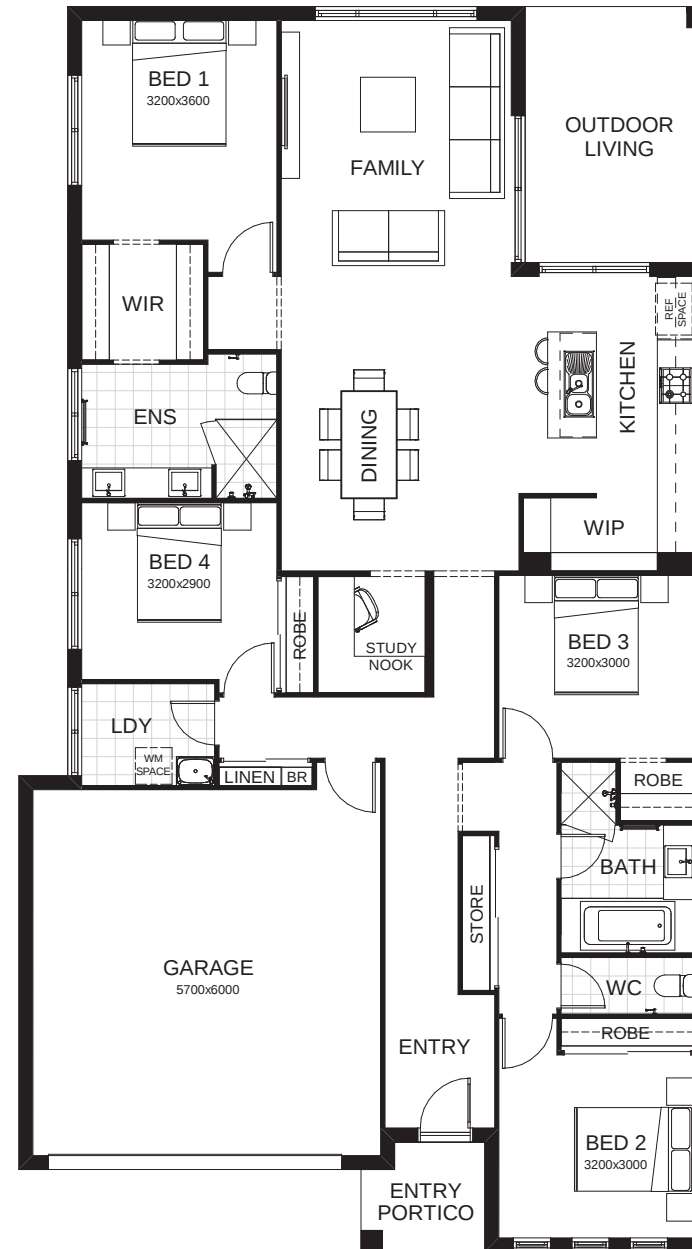 BED 1
3200x3600
OUTDOOR
LIVING
FAMILY
WIR
REF
SPACE
KITCHEN
ENS
DINING
WIP
BED 4
3200x2900
ROBE
STUDY
NOOK
BED 3
3200x3000
LDY
WM
SPACE
LINEN
BR
ROBE
BATH
STORE
GARAGE
5700x6000
WC
ROBE
ENTRY
BED 2
3200x3000
ENTRY
PORTICO